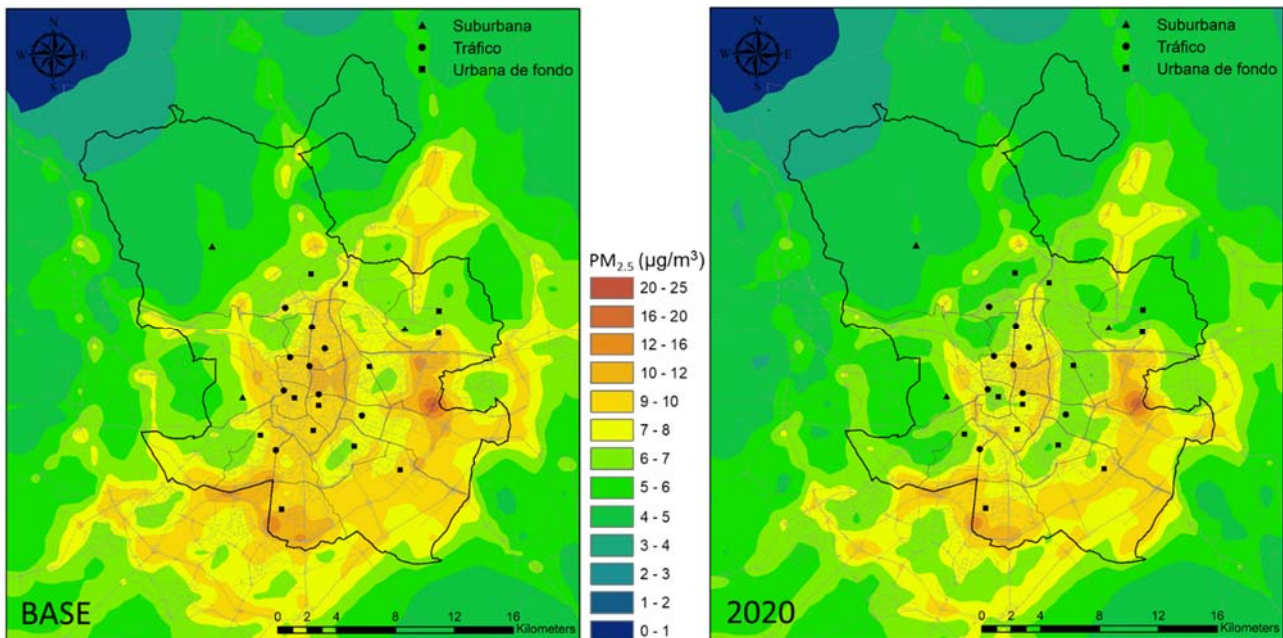 N
W E
S
Suburbana
Tráfico
Urbana de fondo
BASE
0 2 4 8 12 16
Kilometers
PM2.5 (µg/m³)
20 - 25
16 - 20
12 - 16
10 - 12
9 - 10
7 - 8
6 - 7
5 - 6
4 - 5
3 - 4
2 - 3
1 - 2
0 - 1
N
W E
S
Suburbana
Tráfico
Urbana de fondo
2020
0 2 4 8 12 16
Kilometers